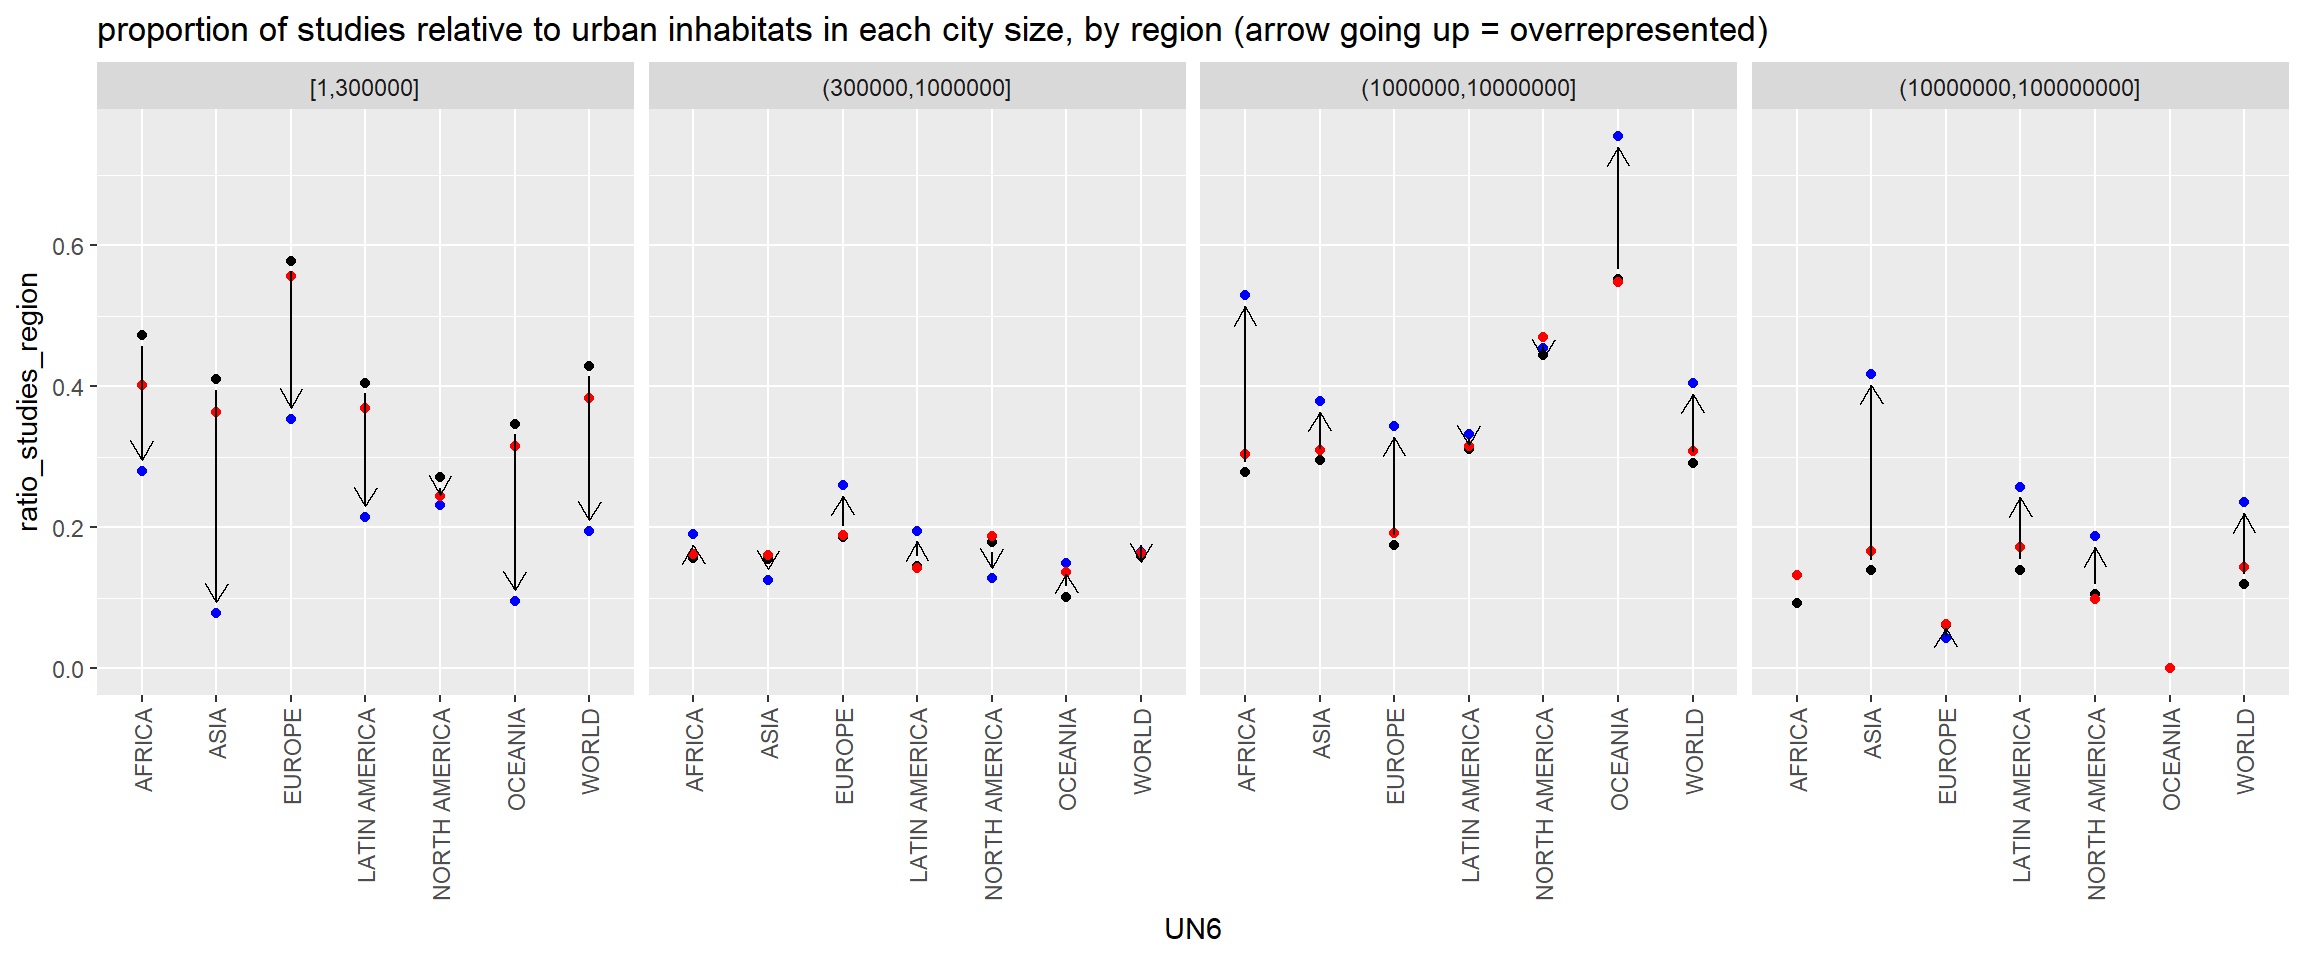 proportion of studies relative to urban inhabitats in each city size, by region (arrow going up = overrepresented)
[1,300000]
(300000,1000000]
(1000000,10000000]
(10000000,100000000]
ratio_studies_region
0.6
0.4
0.2
0.0
AFRICA
ASIA
EUROPE
LATIN AMERICA
NORTH AMERICA
OCEANIA
WORLD
AFRICA
ASIA
EUROPE
LATIN AMERICA
NORTH AMERICA
OCEANIA
WORLD
AFRICA
ASIA
EUROPE
LATIN AMERICA
NORTH AMERICA
OCEANIA
WORLD
AFRICA
ASIA
EUROPE
LATIN AMERICA
NORTH AMERICA
OCEANIA
WORLD
UN6